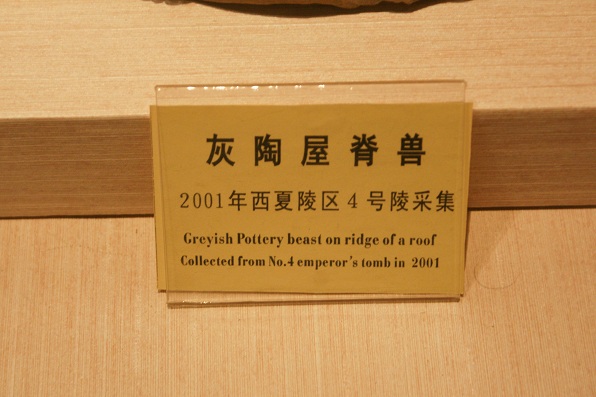 灰陶屋脊兽
2001年西夏陵区4号陵采集
Greyish Pottery beast on ridge of a roof
Collected from No.4 emperor's tomb in 2001